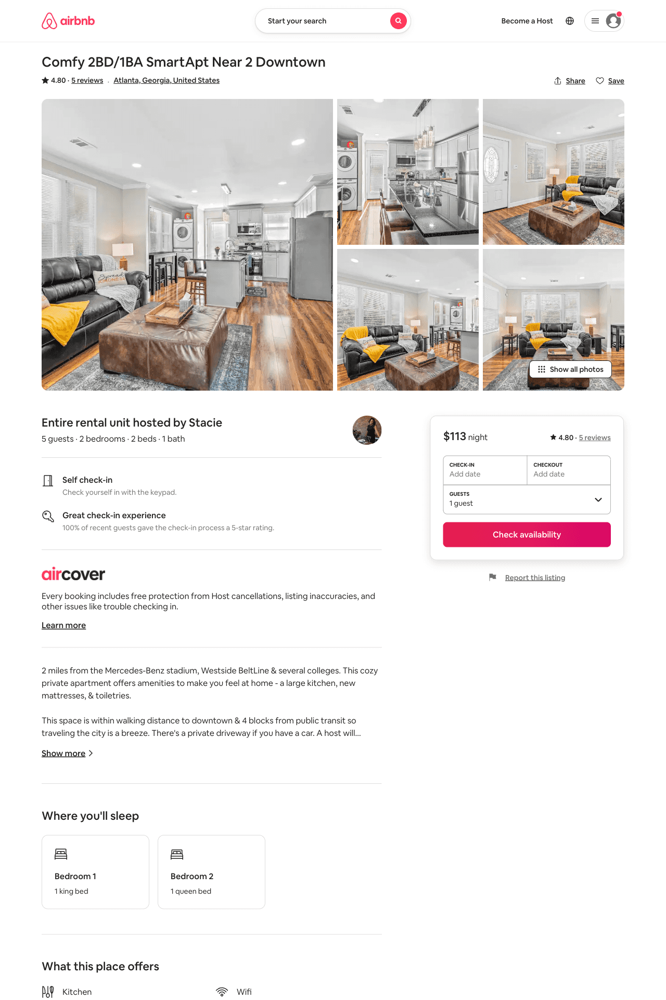 airbnb
Start your search
Become a Host
Comfy 2BD/1BA SmartApt Near 2 Downtown
4.80 · 5 reviews . Atlanta, Georgia, United States
Share Save
Spread
KINDNESS
Show all photos
Entire rental unit hosted by Stacie
5 guests · 2 bedrooms · 2 beds · 1 bath
Self check-in
Check yourself in with the keypad.
Great check-in experience
100% of recent guests gave the check-in process a 5-star rating.
aircover
Every booking includes free protection from Host cancellations, listing inaccuracies, and
other issues like trouble checking in.
Learn more
2 miles from the Mercedes-Benz stadium, Westside BeltLine & several colleges. This cozy
private apartment offers amenities to make you feel at home - a large kitchen, new
mattresses, & toiletries.
This space is within walking distance to downtown & 4 blocks from public transit so
traveling the city is a breeze. There's a private driveway if you have a car. A host will...
Show more
Where you'll sleep
Bedroom 1
1 king bed
Bedroom 2
1 queen bed
What this place offers
Kitchen
Wifi
$113 night
4.80 · 5 reviews
CHECK-IN
Add date
CHECKOUT
Add date
GUESTS
1 guest
Check availability
Report this listing